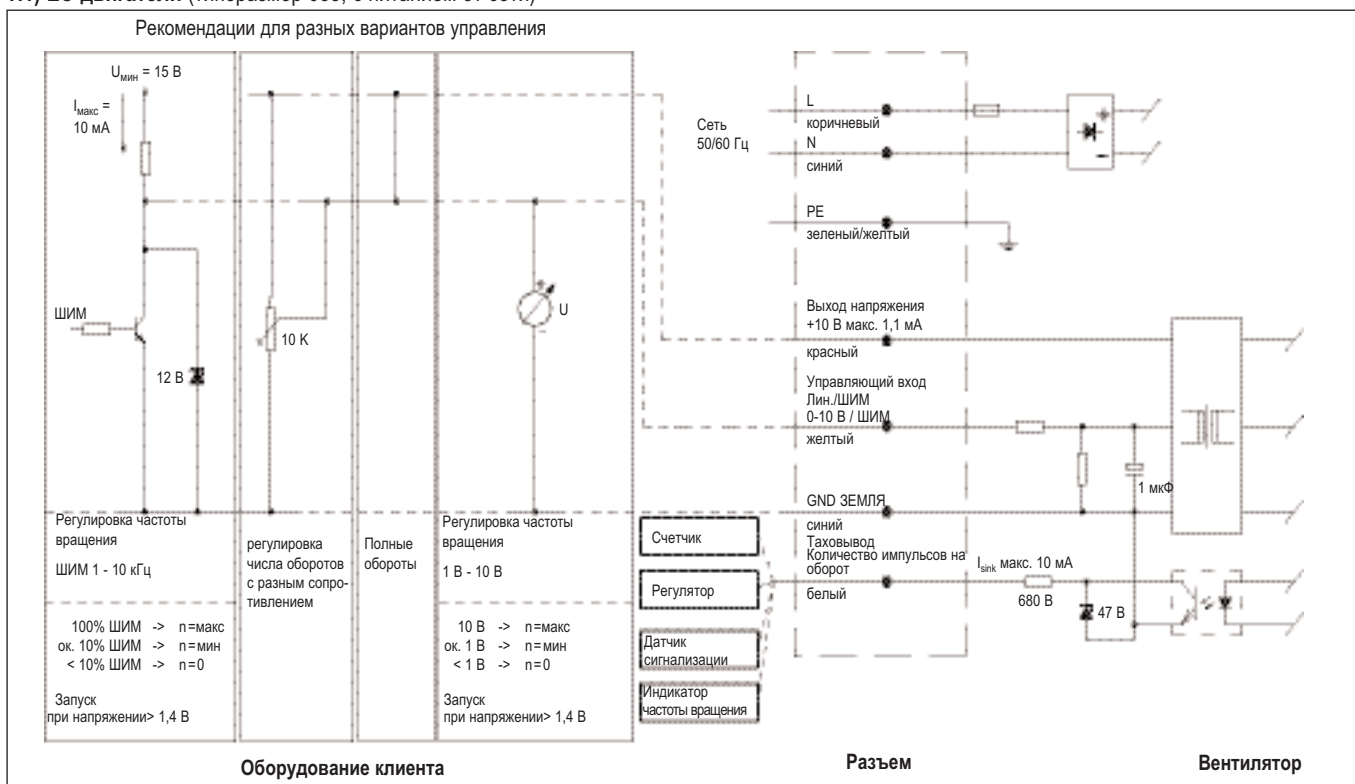 Рекомендации для разных вариантов управления
Uмин = 15 В
Iмакс =
10 мА
ШИМ
12 В
10 K
U
Регулировка частоты
вращения
ШИМ 1 - 10 кГц
100% ШИМ -> n=макс
ок. 10% ШИМ -> n=мин
< 10% ШИМ -> n=0
Запуск
при напряжении> 1,4 В
регулировка
числа оборотов
с разным сопро-
тивлением
Полные
обороты
Регулировка частоты
вращения
1 В - 10 В
10 В -> n=макс
ок. 1 В -> n=мин
< 1 В -> n=0
Запуск
при напряжении> 1,4 В
Оборудование клиента
Сеть
50/60 Гц
L
коричневый
N
синий
PE
зеленый/желтый
Выход напряжения
+10 В макс. 1,1 мА
красный
Управляющий вход
Лин./ШИМ
0-10 В / ШИМ
желтый
1 мкФ
GND ЗЕМЛЯ
синий
Таховывод
Количество импульсов на
оборот
белый
Isink макс. 10 мА
680 В
47 В
Счетчик
Регулятор
Датчик
сигнализации
Индикатор
частоты вращения
Разъем
Вентилятор